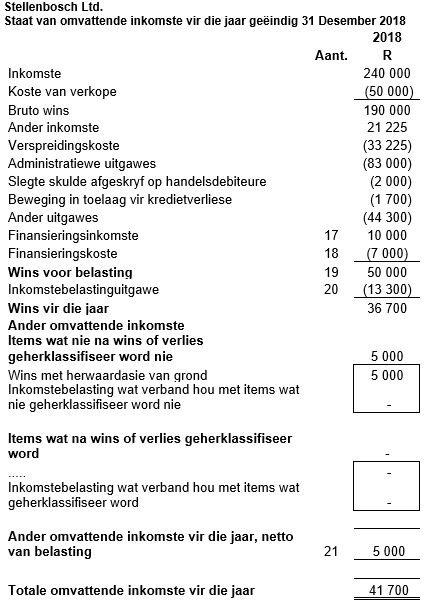 Stellenbosch Ltd.
Staat van omvattende inkomste vir die jaar geëindig 31 Desember 2018
2018
Aant. R
Inkomste 240 000
Koste van verkope (50 000)
Bruto wins 190 000
Ander inkomste 21 225
Verspreidingskoste (33 225)
Administratiewe uitgawes (83 000)
Slegte skulde afgeskryf op handelsdebiteure (2 000)
Beweging in toelaag vir kredietverliese (1 700)
Ander uitgawes (44 300)
Finansieringsinkomste 17 10 000
Finansieringskoste 18 (7 000)
Wins voor belasting 19 50 000
Inkomstebelastinguitgawe 20 (13 300)
Wins vir die jaar 36 700
Ander omvattende inkomste
Items wat nie na wins of verlies
geherklassifiseer word nie 5 000
Wins met herwaardasie van grond 5 000
Inkomstebelasting wat verband hou met items wat
nie geherklassifiseer word nie -
Items wat na wins of verlies geherklassifiseer
word -
..... -
Inkomstebelasting wat verband hou met items wat
geherklassifiseer word -
Ander omvattende inkomste vir die jaar, netto
van belasting 21 5 000
Totale omvattende inkomste vir die jaar 41 700